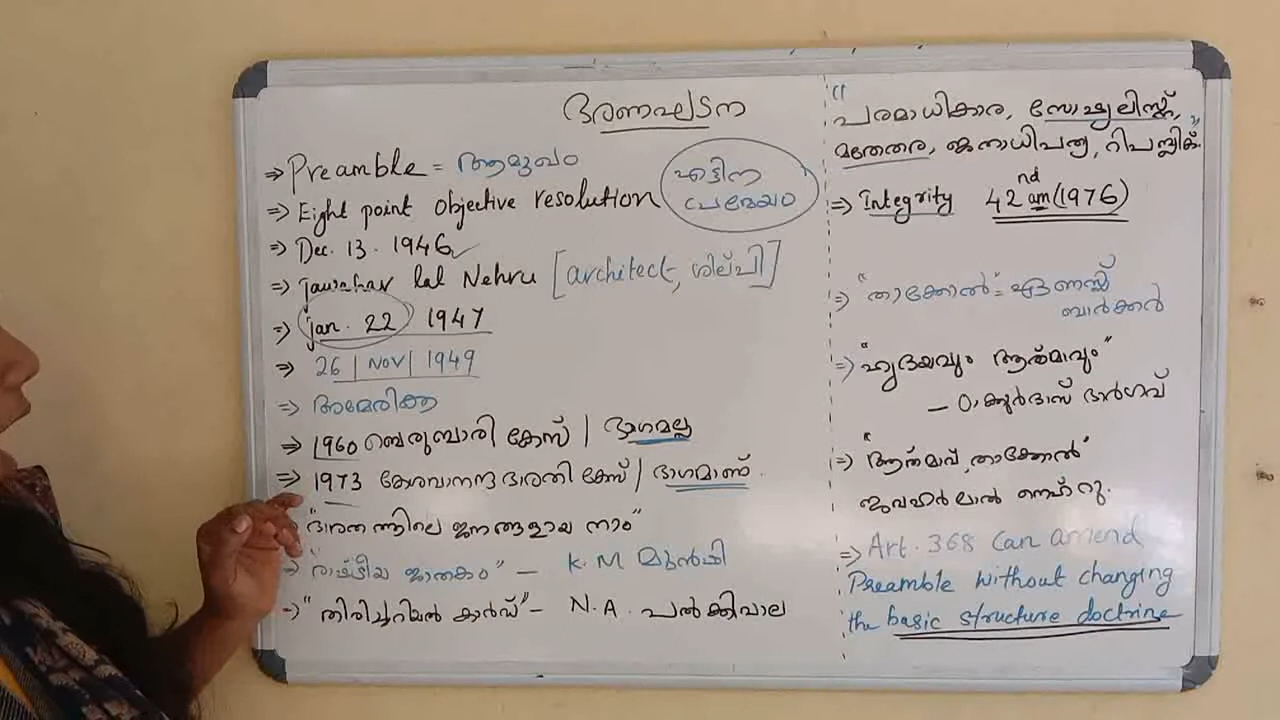 ഭരണഘടന
⇒ Preamble = ആമുഖം
⇒ Eight point objective resolution
എട്ടിന
പ്രമേയം
⇒ Dec. 13. 1946
⇒ Jawahar lal Nehru [architect, ശില്പി]
⇒ Jan. 22 1947
⇒ 26 | Nov | 1949
⇒ അമേരിക്ക
⇒ 1960 ബെരുബാരി കേസ് | ഭാഗമല്ല
⇒ 1973 കേശവാനന്ദ ഭാരതി കേസ് | ഭാഗമാണ്.
"ഭാരതത്തിലെ ജനങ്ങളായ നാം"
⇒ "രാഷ്ട്രീയ ജാതകം" – K.M മുൻഷി
⇒ "തിരിച്ചറിയൽ കാർഡ്" – N.A. പൽക്കിവാല
"പരമാധികാര, സോഷ്യലിസ്റ്റ്,
മതേതര, ജനാധിപത്യ, റിപബ്ലിക്"
⇒ Integrity 42nd am (1976)
⇒ "താക്കോൽ" = ഏണസ്റ്റ്
ബാർക്കർ
⇒ "ഹൃദയവും ആത്മാവും"
– ഠാക്കൂർദാസ് ഭാർഗവ്
⇒ "ആത്മാവ്, താക്കോൽ"
ജവഹർലാൽ നെഹ്റു.
⇒ Art. 368 Can amend
Preamble without changing
the basic structure doctrine